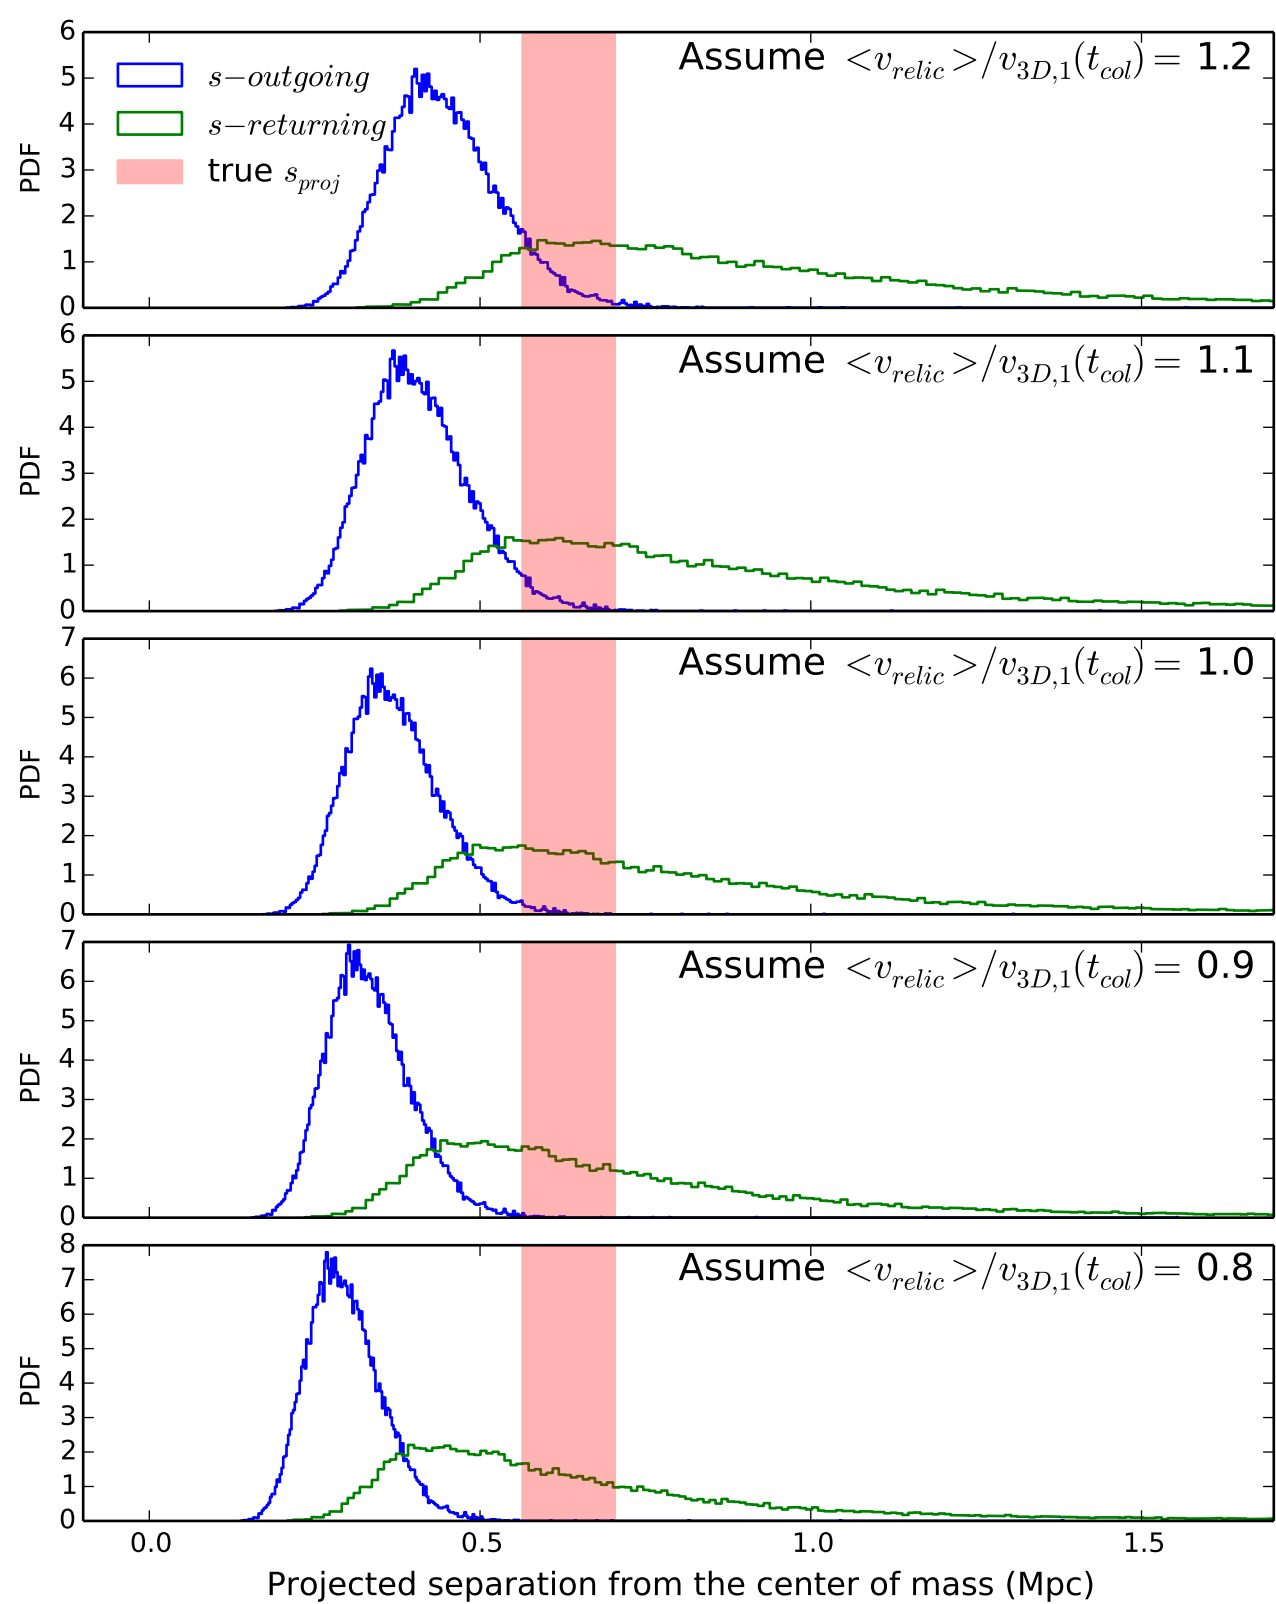 Assume <v_relic>/v_3D,1(t_col) = 1.2
s−outgoing
s−returning
true s_proj
PDF
6
5
4
3
2
1
0
Assume <v_relic>/v_3D,1(t_col) = 1.1
PDF
6
5
4
3
2
1
0
Assume <v_relic>/v_3D,1(t_col) = 1.0
PDF
7
6
5
4
3
2
1
0
Assume <v_relic>/v_3D,1(t_col) = 0.9
PDF
7
6
5
4
3
2
1
0
Assume <v_relic>/v_3D,1(t_col) = 0.8
PDF
8
7
6
5
4
3
2
1
0
0.0 0.5 1.0 1.5
Projected separation from the center of mass (Mpc)